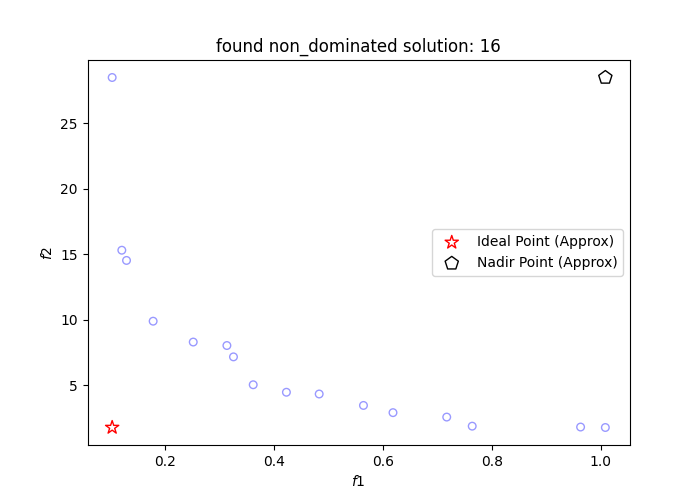 found non_dominated solution: 16
25
20
15
10
5
f2
Ideal Point (Approx)
Nadir Point (Approx)
0.2 0.4 0.6 0.8 1.0
f1